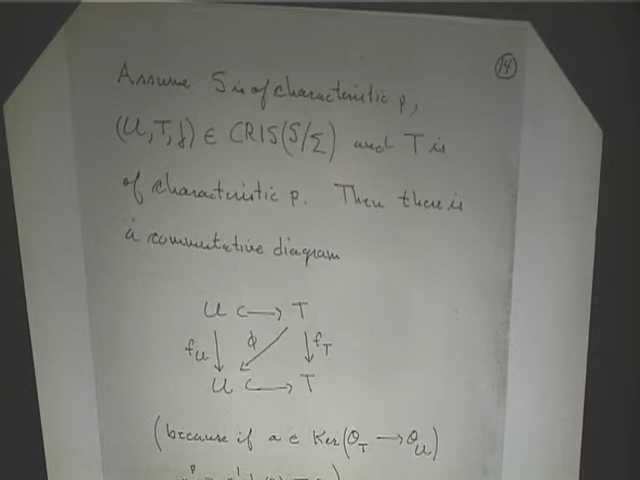 14
Assume S is of characteristic p,
(U, T, δ) ∈ CRIS(S/Σ) and T is
of characteristic p. Then there is
a commutative diagram
U ↪ T
f_U ↓ ϕ ↙ ↓ f_T
U ↪ T
(because if a ∈ Ker(O_T → O_U)